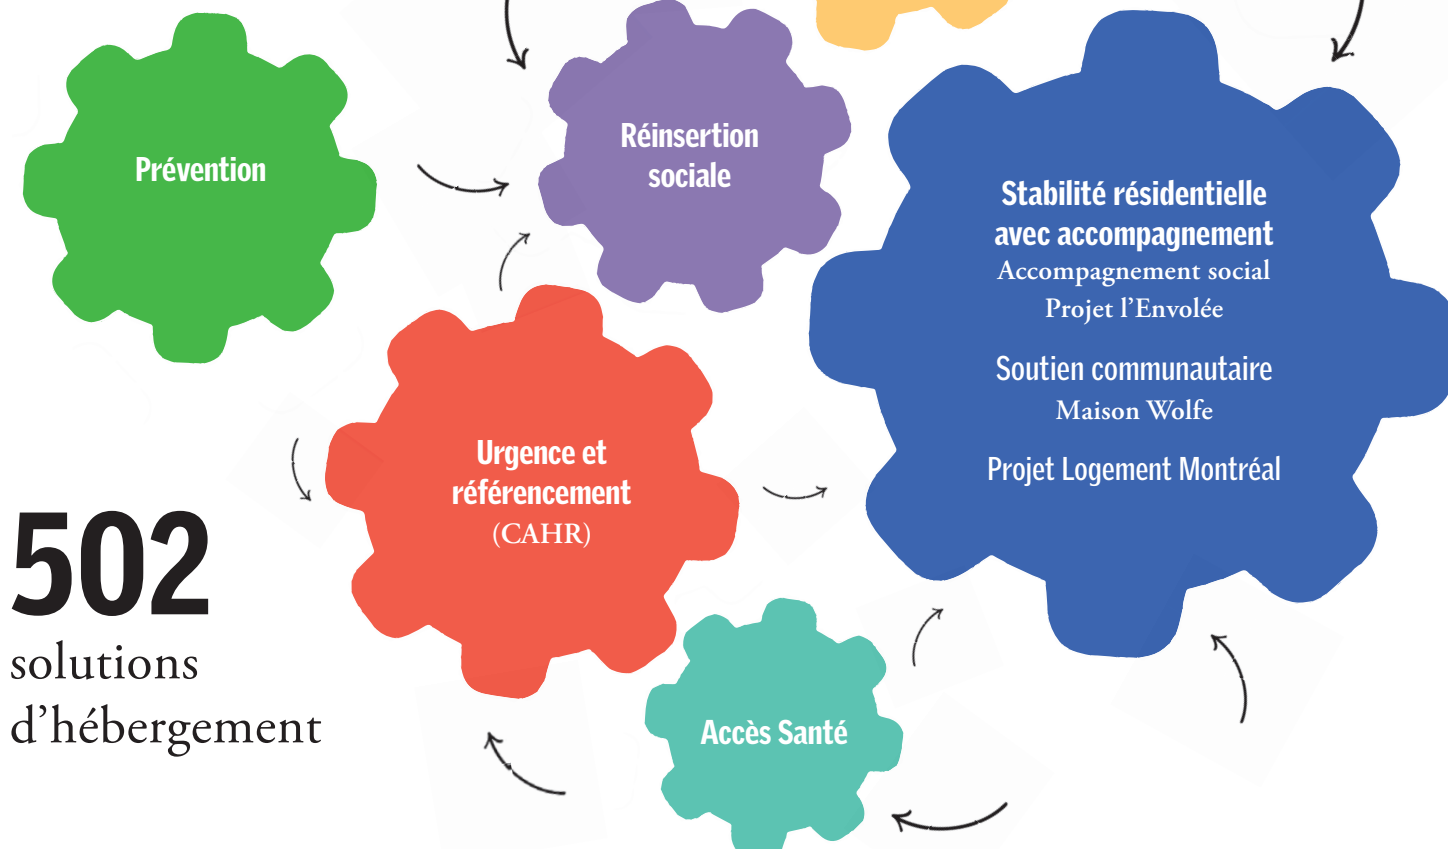 Prévention
Réinsertion
sociale
Stabilité résidentielle
avec accompagnement
Accompagnement social
Projet l’Envolée
Soutien communautaire
Maison Wolfe
Projet Logement Montréal
Urgence et
référencement
(CAHR)
502
solutions
d’hébergement
Accès Santé